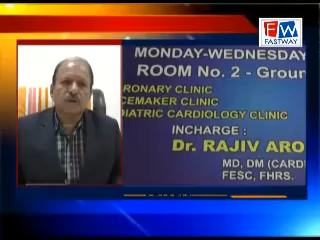 FW
FASTWAY
MONDAY-WEDNESDAY
ROOM No. 2 - Groun
RONARY CLINIC
CEMAKER CLINIC
DIATRIC CARDIOLOGY CLINIC
INCHARGE :
Dr. RAJIV ARO
MD, DM (CARD
FESC, FHRS.